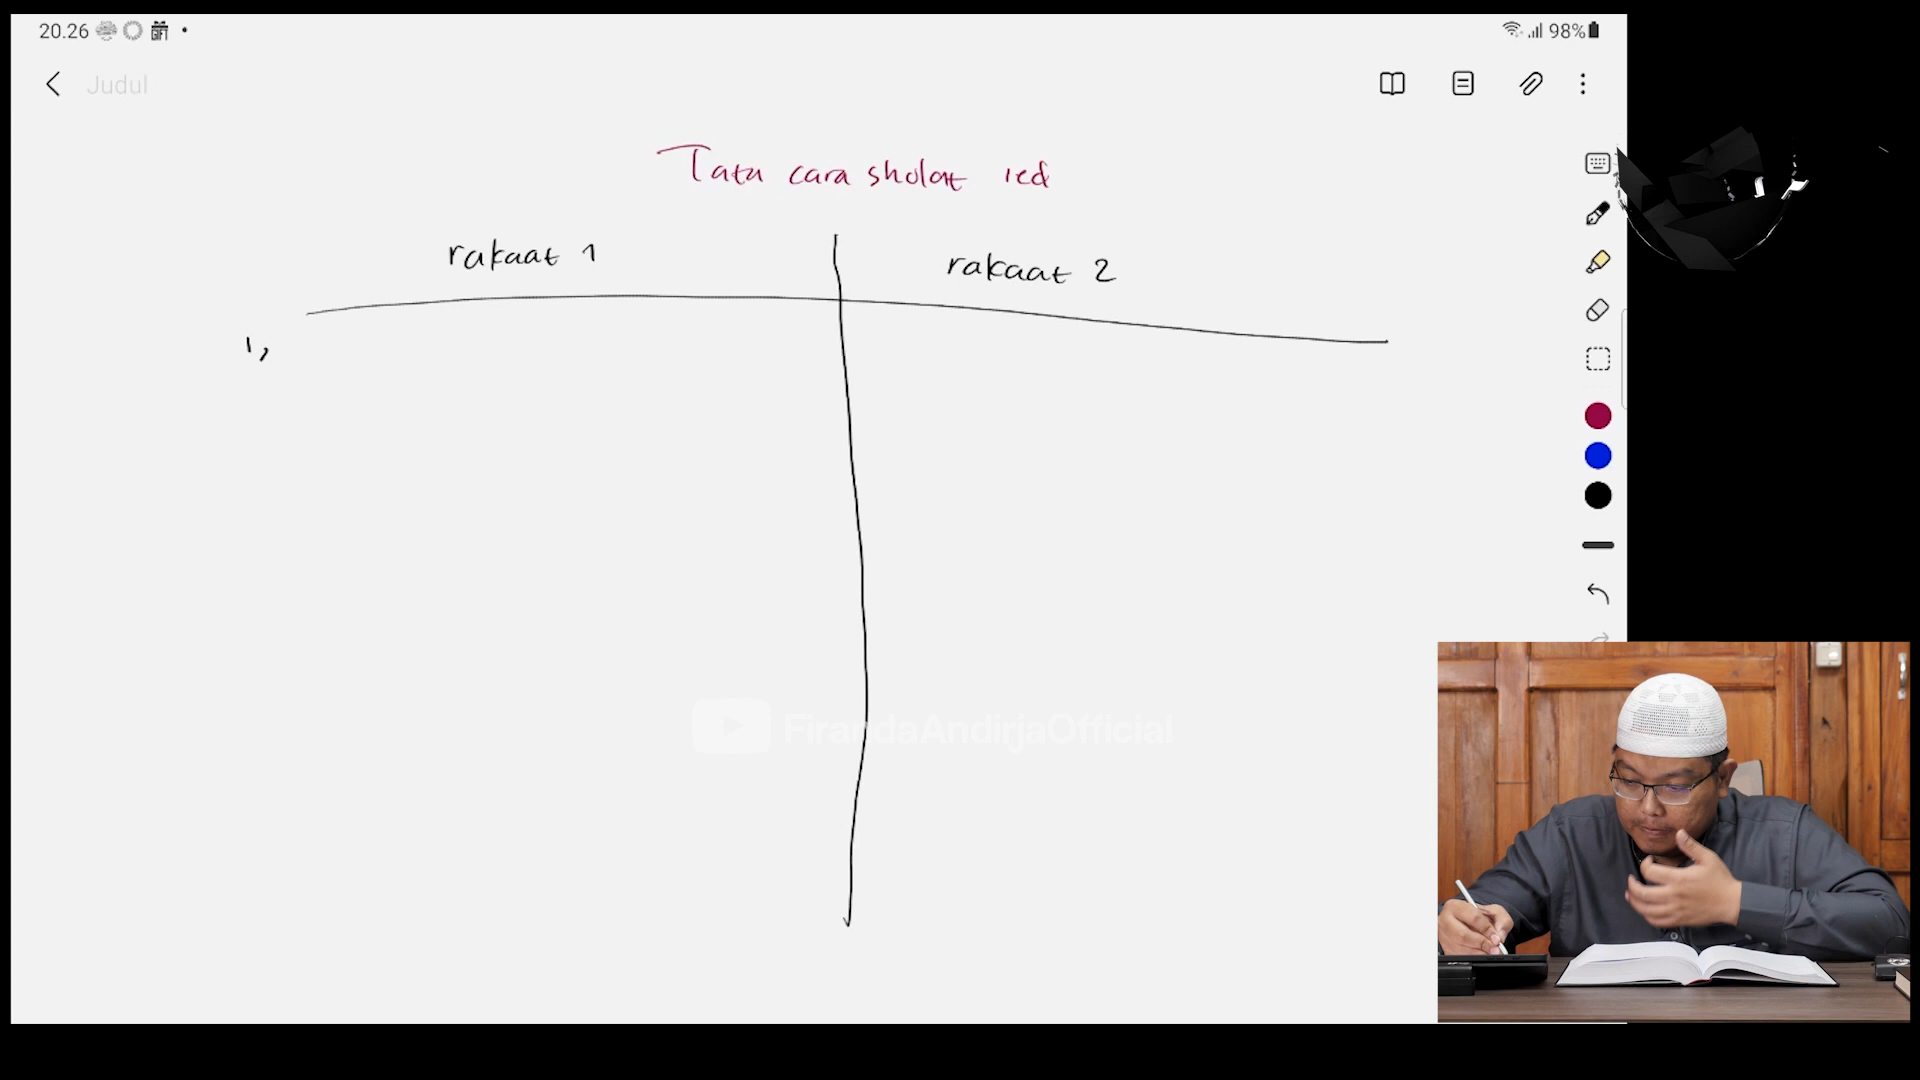 20.26
98%
Judul
Tata cara sholat ied
rakaat 1
rakaat 2
1,
FirandaAndirjaOfficial